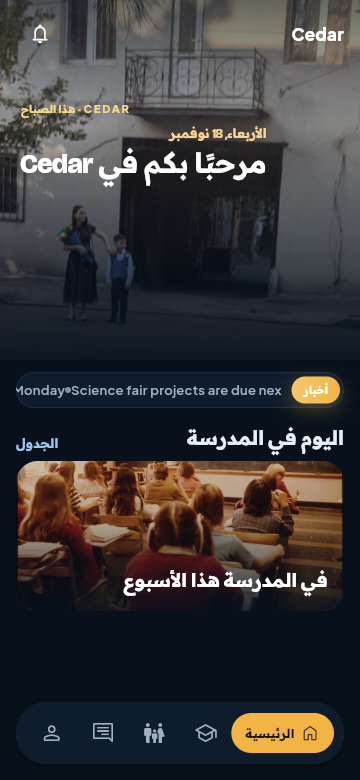 Cedar
CEDAR · هذا الصباح
الأربعاء، 18 نوفمبر
مرحبًا بكم في Cedar
أخبار
Monday•Science fair projects are due nex
اليوم في المدرسة
الجدول
في المدرسة هذا الأسبوع
الرئيسية